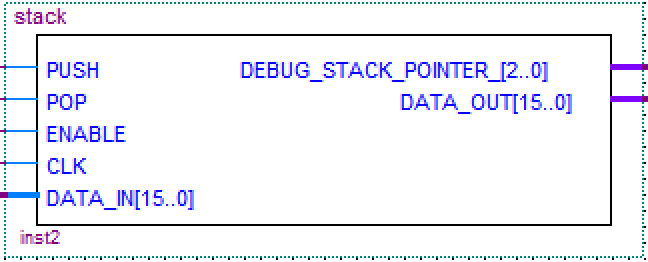 stack
PUSH DEBUG_STACK_POINTER_[2..0]
POP DATA_OUT[15..0]
ENABLE
CLK
DATA_IN[15..0]
inst2